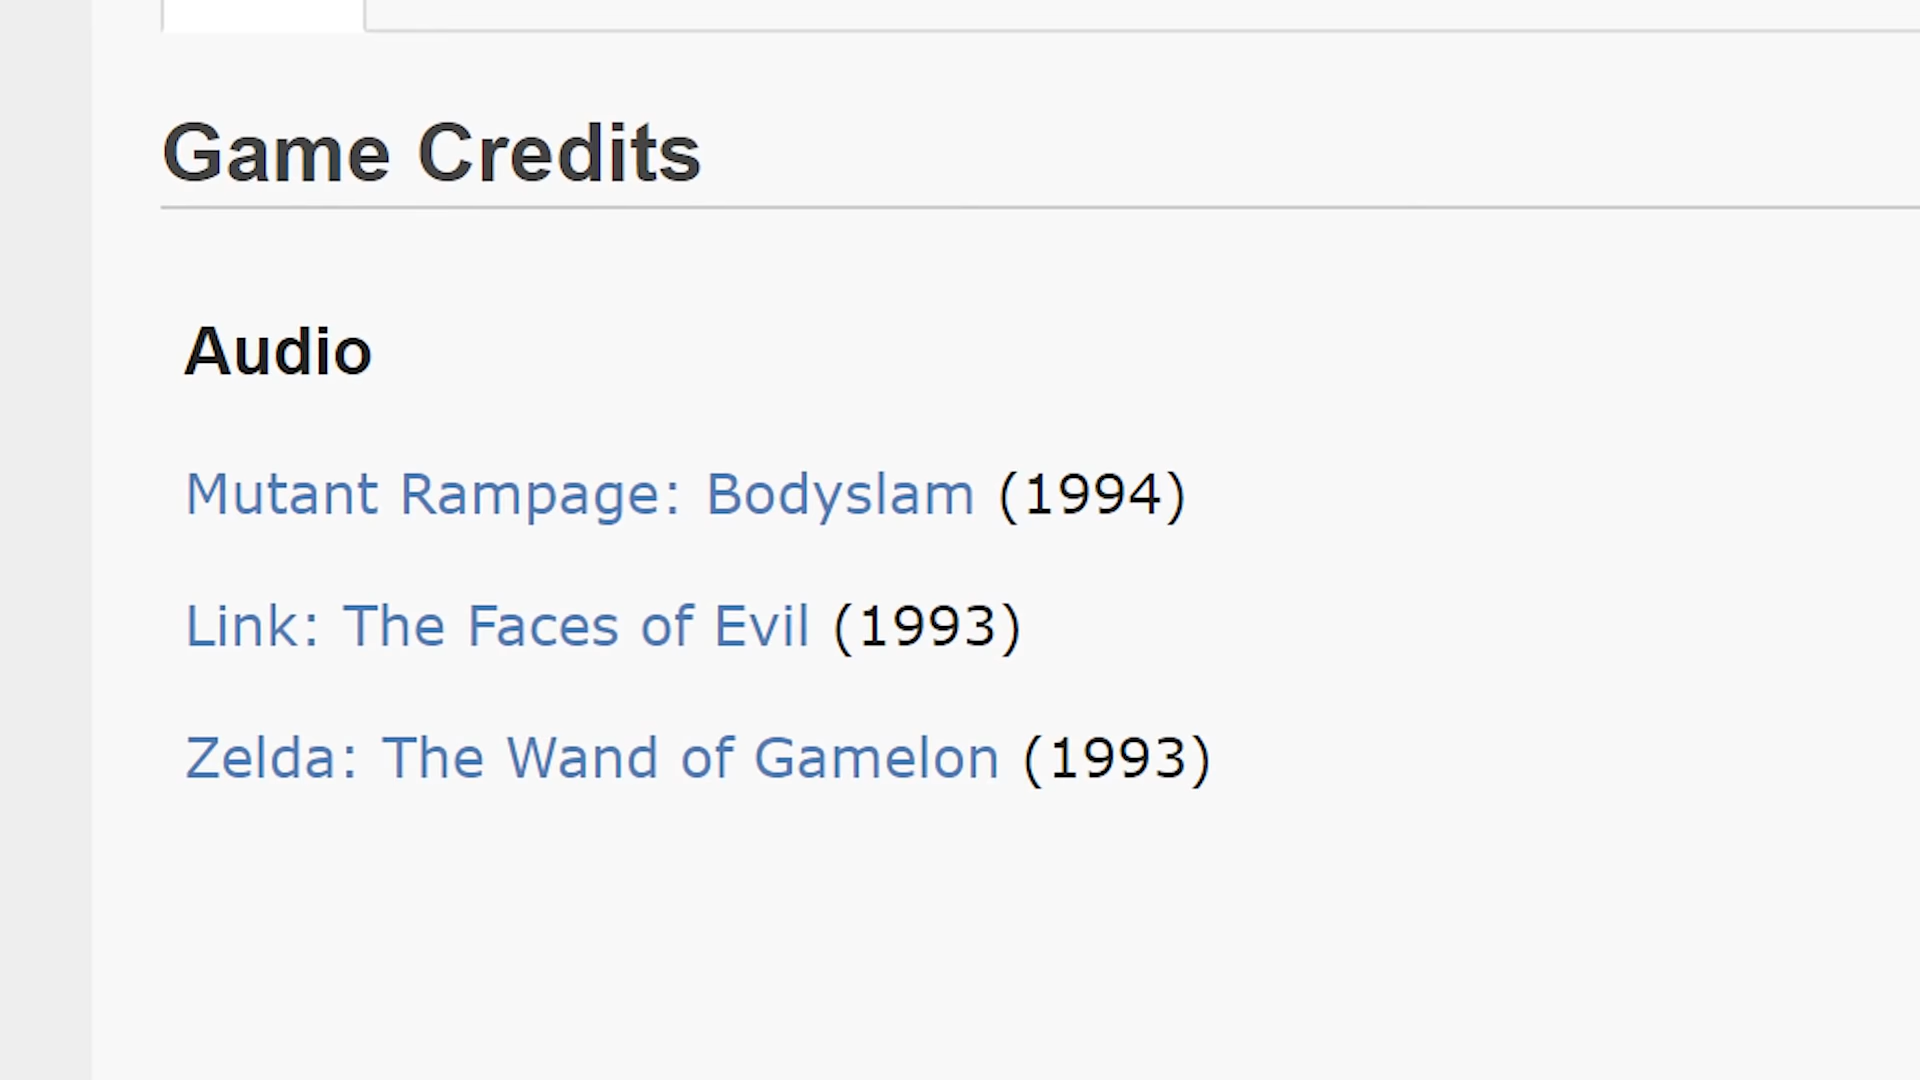 Game Credits
Audio
Mutant Rampage: Bodyslam (1994)
Link: The Faces of Evil (1993)
Zelda: The Wand of Gamelon (1993)